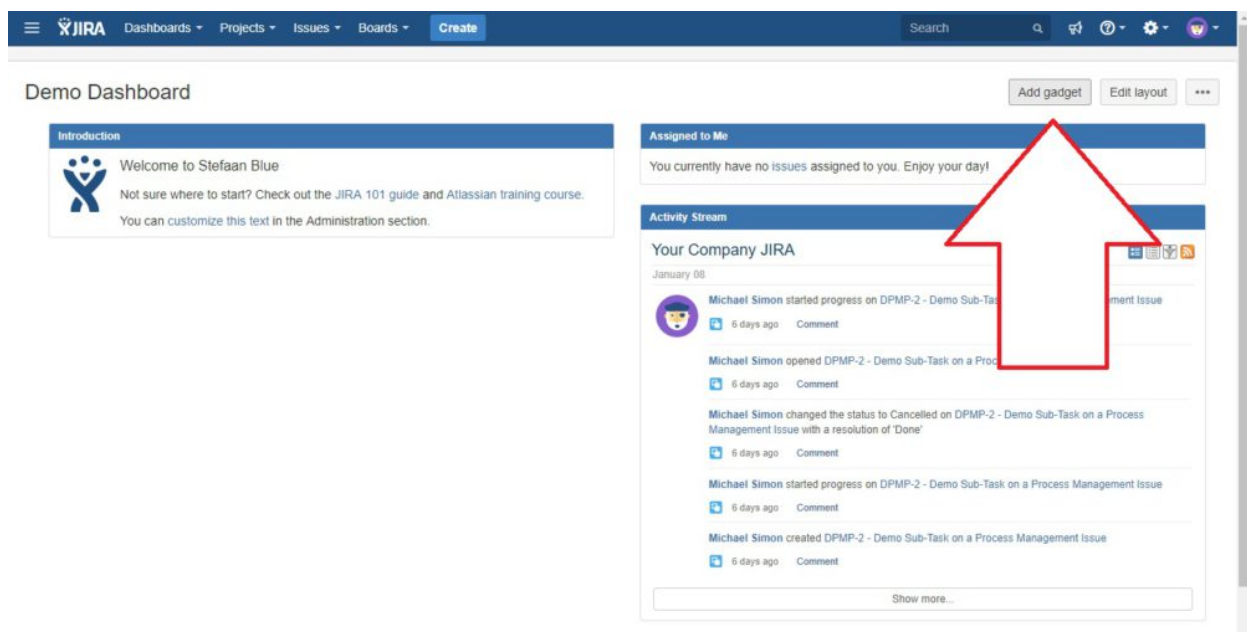 JIRA Dashboards Projects Issues Boards Create Search
Demo Dashboard
Add gadget Edit layout
Introduction
Welcome to Stefaan Blue
Not sure where to start? Check out the JIRA 101 guide and Atlassian training course.
You can customize this text in the Administration section.
Assigned to Me
You currently have no issues assigned to you. Enjoy your day!
Activity Stream
Your Company JIRA
January 08
Michael Simon started progress on DPMP-2 - Demo Sub-Tas ement Issue
6 days ago Comment
Michael Simon opened DPMP-2 - Demo Sub-Task on a Proc
6 days ago Comment
Michael Simon changed the status to Cancelled on DPMP-2 - Demo Sub-Task on a Process
Management Issue with a resolution of 'Done'
6 days ago Comment
Michael Simon started progress on DPMP-2 - Demo Sub-Task on a Process Management Issue
6 days ago Comment
Michael Simon created DPMP-2 - Demo Sub-Task on a Process Management Issue
6 days ago Comment
Show more...